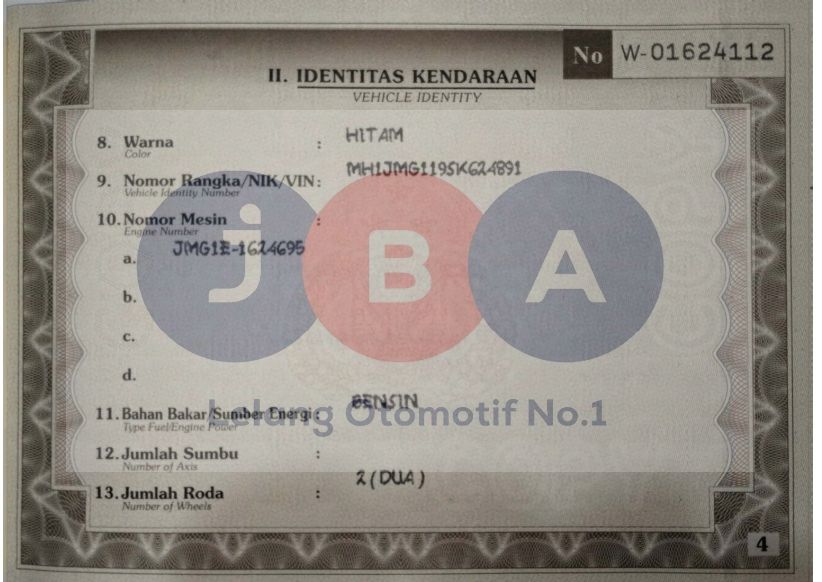 No W-01624112
II. IDENTITAS KENDARAAN
VEHICLE IDENTITY
8. Warna : HITAM
Color
9. Nomor Rangka/NIK/VIN: MH1JMG119SK624891
Vehicle Identity Number
10. Nomor Mesin :
Engine Number
a. JMG1E-1624695
b.
c.
d.
j B A
11. Bahan Bakar/Sumber Energi : BENSIN
Type Fuel/Engine Power
Lelang Otomotif No.1
12. Jumlah Sumbu :
Number of Axis
13. Jumlah Roda : 2 (DUA)
Number of Wheels
4